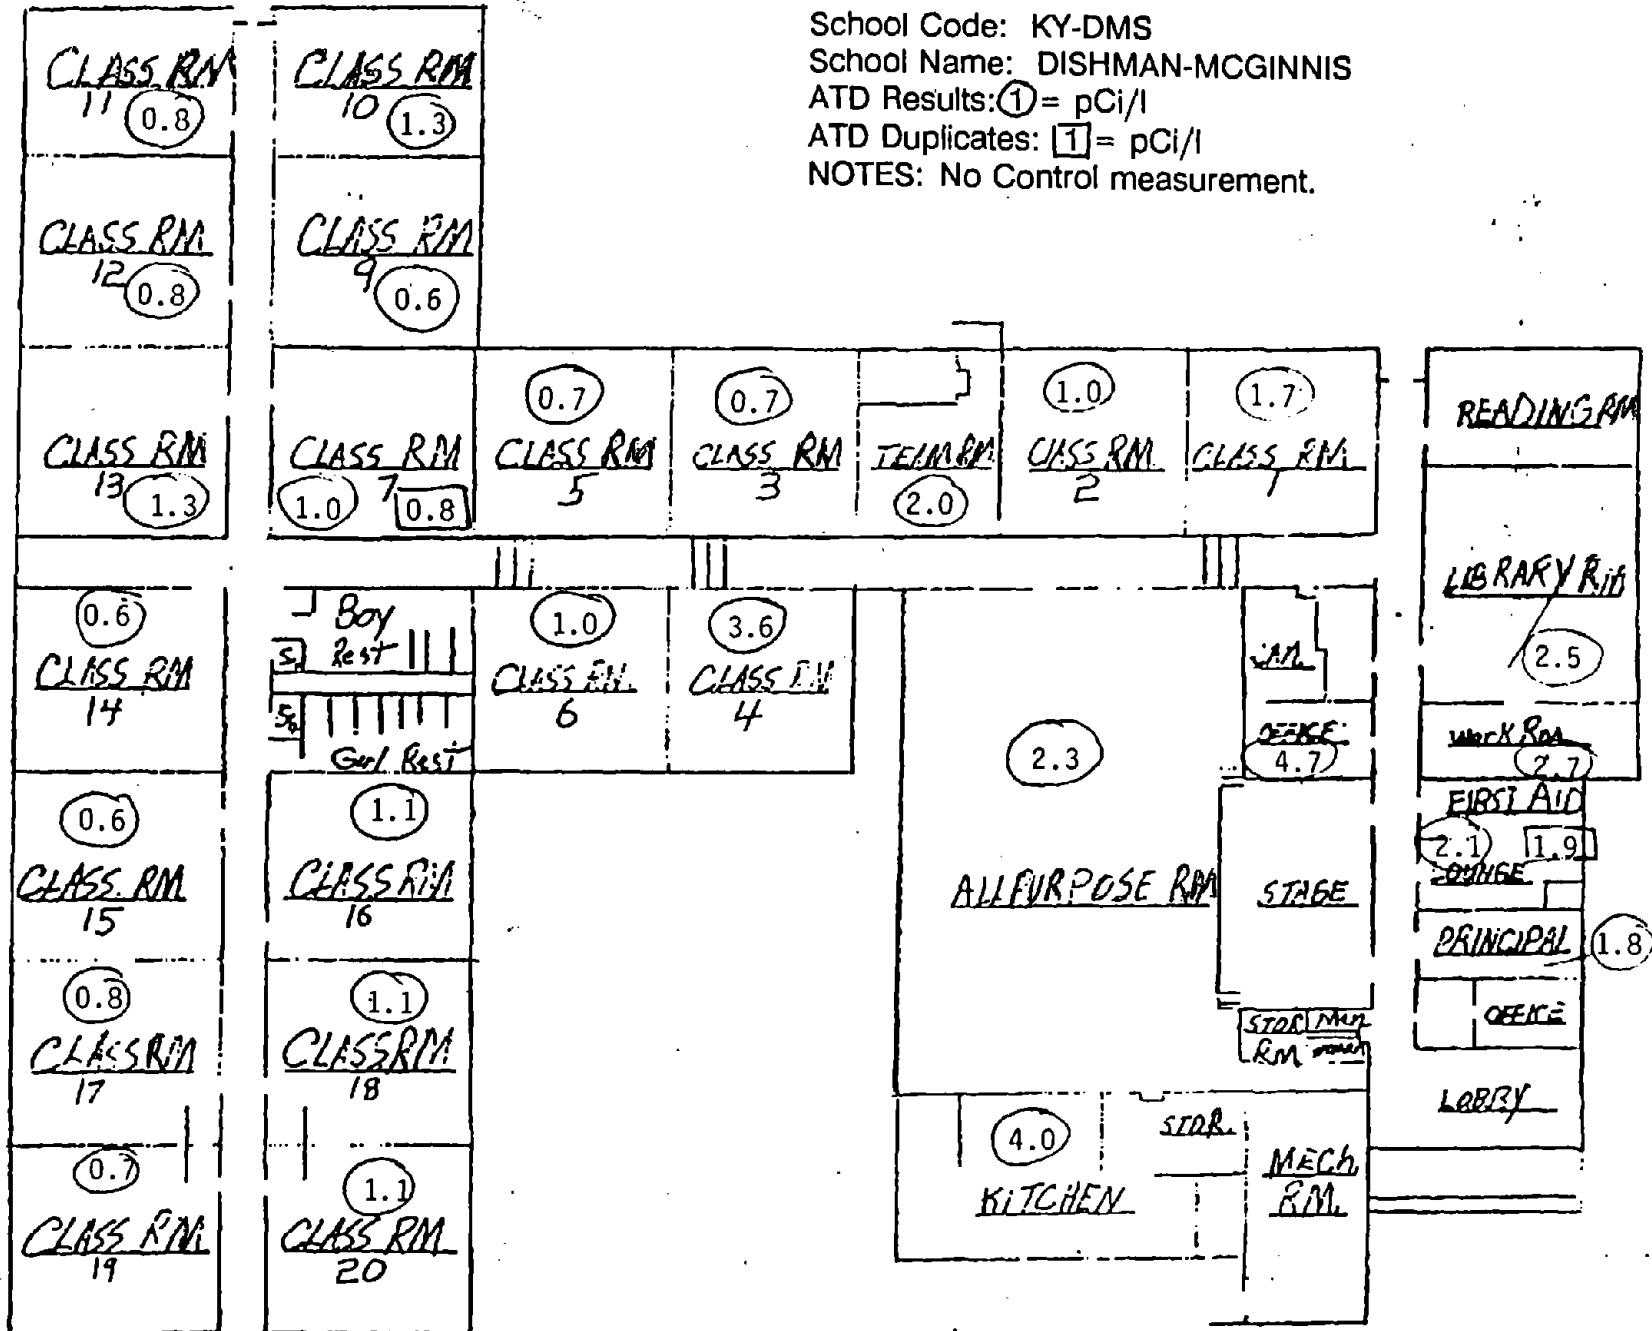 School Code: KY-DMS
School Name: DISHMAN-MCGINNIS
ATD Results: ① = pCi/l
ATD Duplicates: [1] = pCi/l
NOTES: No Control measurement.
CLASS RM
11
0.8
CLASS RM
10
1.3
CLASS RM
12
0.8
CLASS RM
9
0.6
CLASS RM
13
1.3
CLASS RM
7
1.0
0.8
0.7
CLASS RM
5
0.7
CLASS RM
3
TEAM RM
2.0
1.0
CLASS RM
2
1.7
CLASS RM
1
READING RM
LIBRARY RM
2.5
Work Rm
2.7
0.6
CLASS RM
14
Boy
Rest
Girl Rest
1.0
CLASS RM
6
3.6
CLASS RM
4
2.3
ALLPURPOSE RM
JAN.
OFFICE
4.7
STAGE
FIRST AID
2.1
1.9
PRINCIPAL
1.8
OFFICE
LOBBY
0.6
CLASS RM
15
1.1
CLASS RM
16
0.8
CLASS RM
17
1.1
CLASS RM
18
STOR
RM
Men
0.7
CLASS RM
19
1.1
CLASS RM
20
4.0
KITCHEN
STOR.
MECH.
RM.